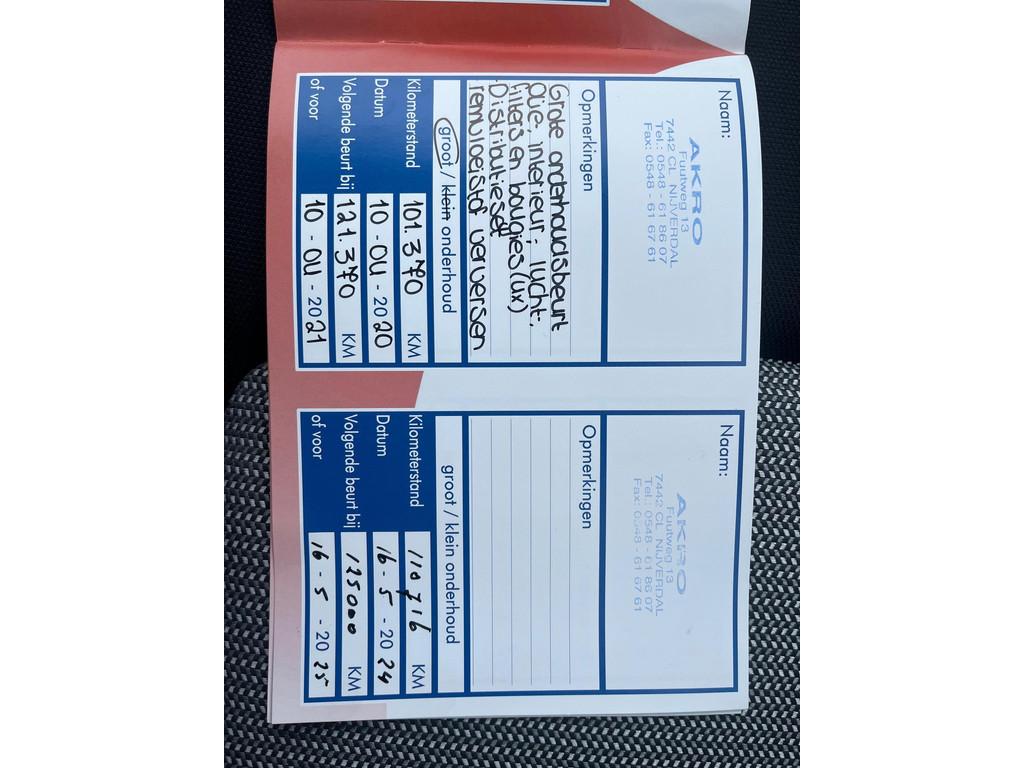 Naam:
AKRO
Fuutweg 13
7442 CL NIJVERDAL
Tel.: 0548 - 61 86 07
Fax: 0548 - 61 67 61
Opmerkingen
Grote onderhoudsbeurt
Olie-, interieur-, lucht-,
filters en bougies (4x)
Distributieset
remvloeistof verversen
groot / klein onderhoud
Kilometerstand 101.370 KM
Datum 10 - 04 - 2020
Volgende beurt bij 121.370 KM
of voor 10 - 04 - 2021
Naam:
AKRO
Fuutweg 13
7442 CL NIJVERDAL
Tel.: 0548 - 61 86 07
Fax: 0548 - 61 67 61
Opmerkingen
groot / klein onderhoud
Kilometerstand 110716 KM
Datum 16 - 5 - 2024
Volgende beurt bij 125000 KM
of voor 16 - 5 - 2025